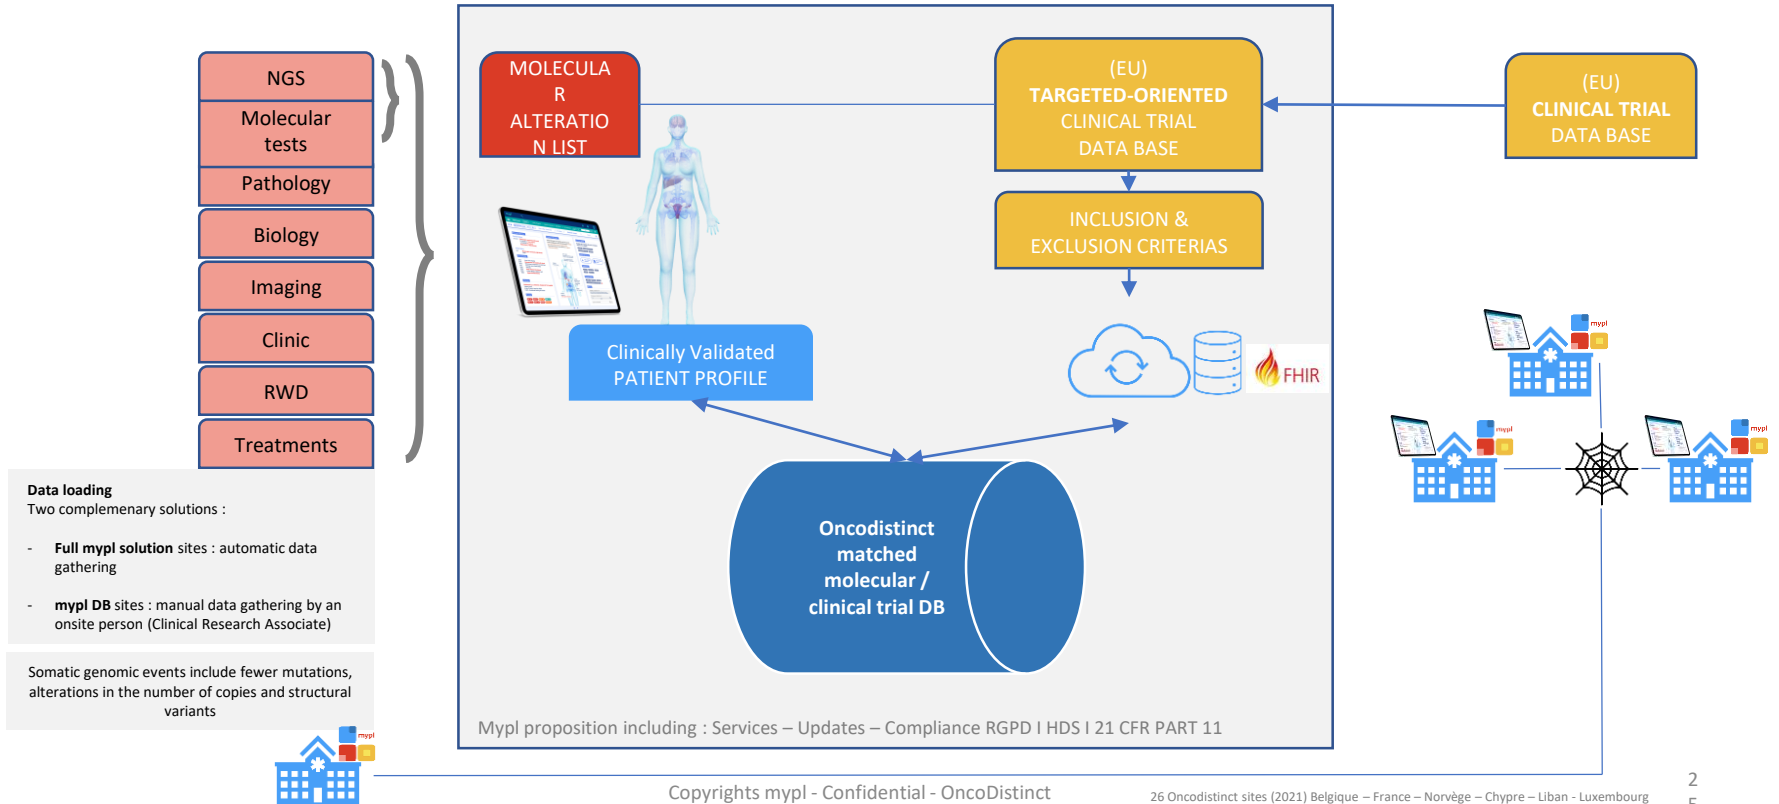 NGS
Molecular
tests
Pathology
Biology
Imaging
Clinic
RWD
Treatments
Data loading
Two complemenary solutions :
- Full mypl solution sites : automatic data
gathering
- mypl DB sites : manual data gathering by an
onsite person (Clinical Research Associate)
Somatic genomic events include fewer mutations,
alterations in the number of copies and structural
variants
mypl
MOLECULA
R
ALTERATIO
N LIST
(EU)
TARGETED-ORIENTED
CLINICAL TRIAL
DATA BASE
INCLUSION &
EXCLUSION CRITERIAS
Clinically Validated
PATIENT PROFILE
FHIR
Oncodistinct
matched
molecular /
clinical trial DB
Mypl proposition including : Services – Updates – Compliance RGPD I HDS I 21 CFR PART 11
(EU)
CLINICAL TRIAL
DATA BASE
mypl
mypl
mypl
Copyrights mypl - Confidential - OncoDistinct
26 Oncodistinct sites (2021) Belgique – France – Norvège – Chypre – Liban - Luxembourg
2